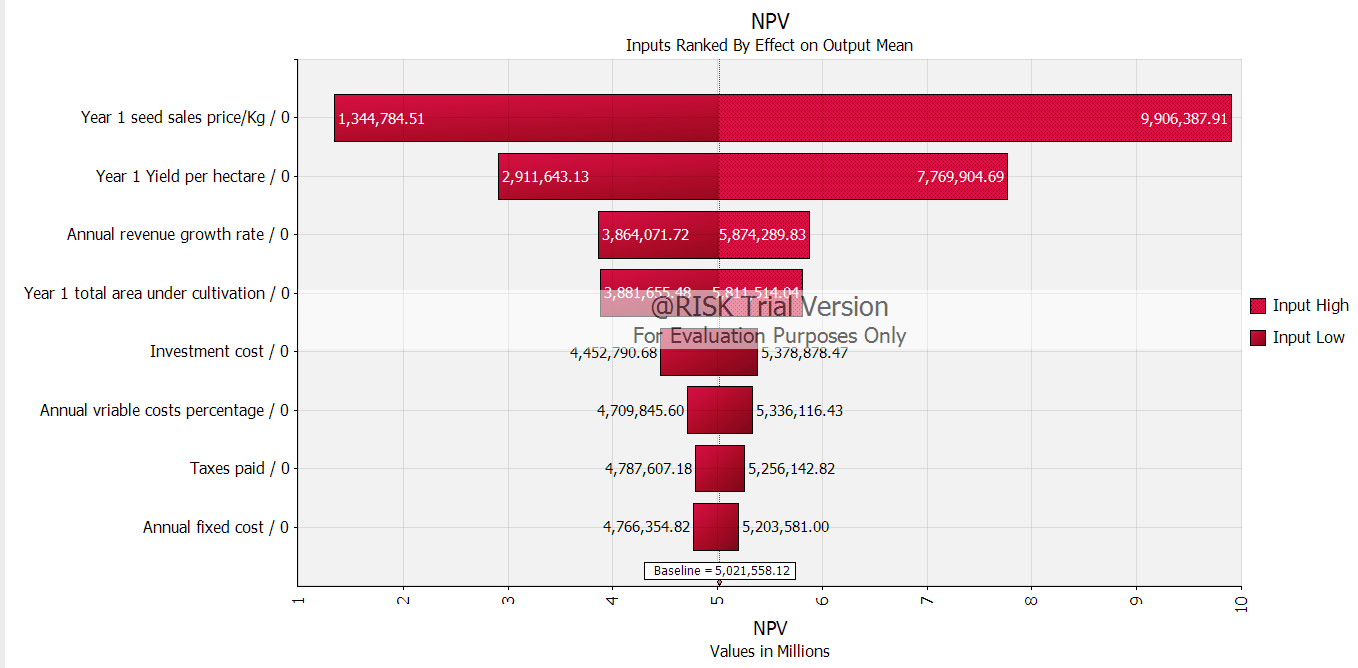 NPV
Inputs Ranked By Effect on Output Mean
Year 1 seed sales price/Kg / 0
1,344,784.51
9,906,387.91
Year 1 Yield per hectare / 0
2,911,643.13
7,769,904.69
Annual revenue growth rate / 0
3,864,071.72
5,874,289.83
Year 1 total area under cultivation / 0
3,881,655.48
5,811,514.04
@RISK Trial Version
For Evaluation Purposes Only
Input High
Input Low
Investment cost / 0
4,452,790.68
5,378,878.47
Annual vriable costs percentage / 0
4,709,845.60
5,336,116.43
Taxes paid / 0
4,787,607.18
5,256,142.82
Annual fixed cost / 0
4,766,354.82
5,203,581.00
Baseline = 5,021,558.12
1 2 3 4 5 6 7 8 9 10
NPV
Values in Millions